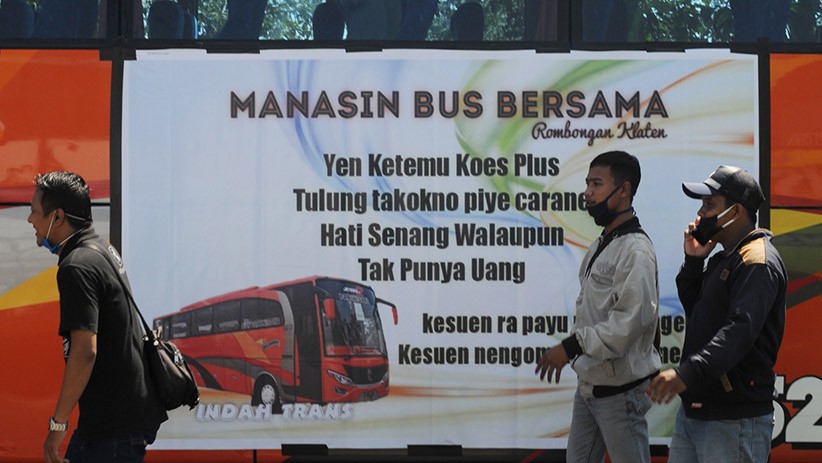 MANASIN BUS BERSAMA
Rombongan Klaten
Yen Ketemu Koes Plus
Tulung takokno piye carane
Hati Senang Walaupun
Tak Punya Uang
kesuen ra payu
Kesuen
INDAH TRANS
52